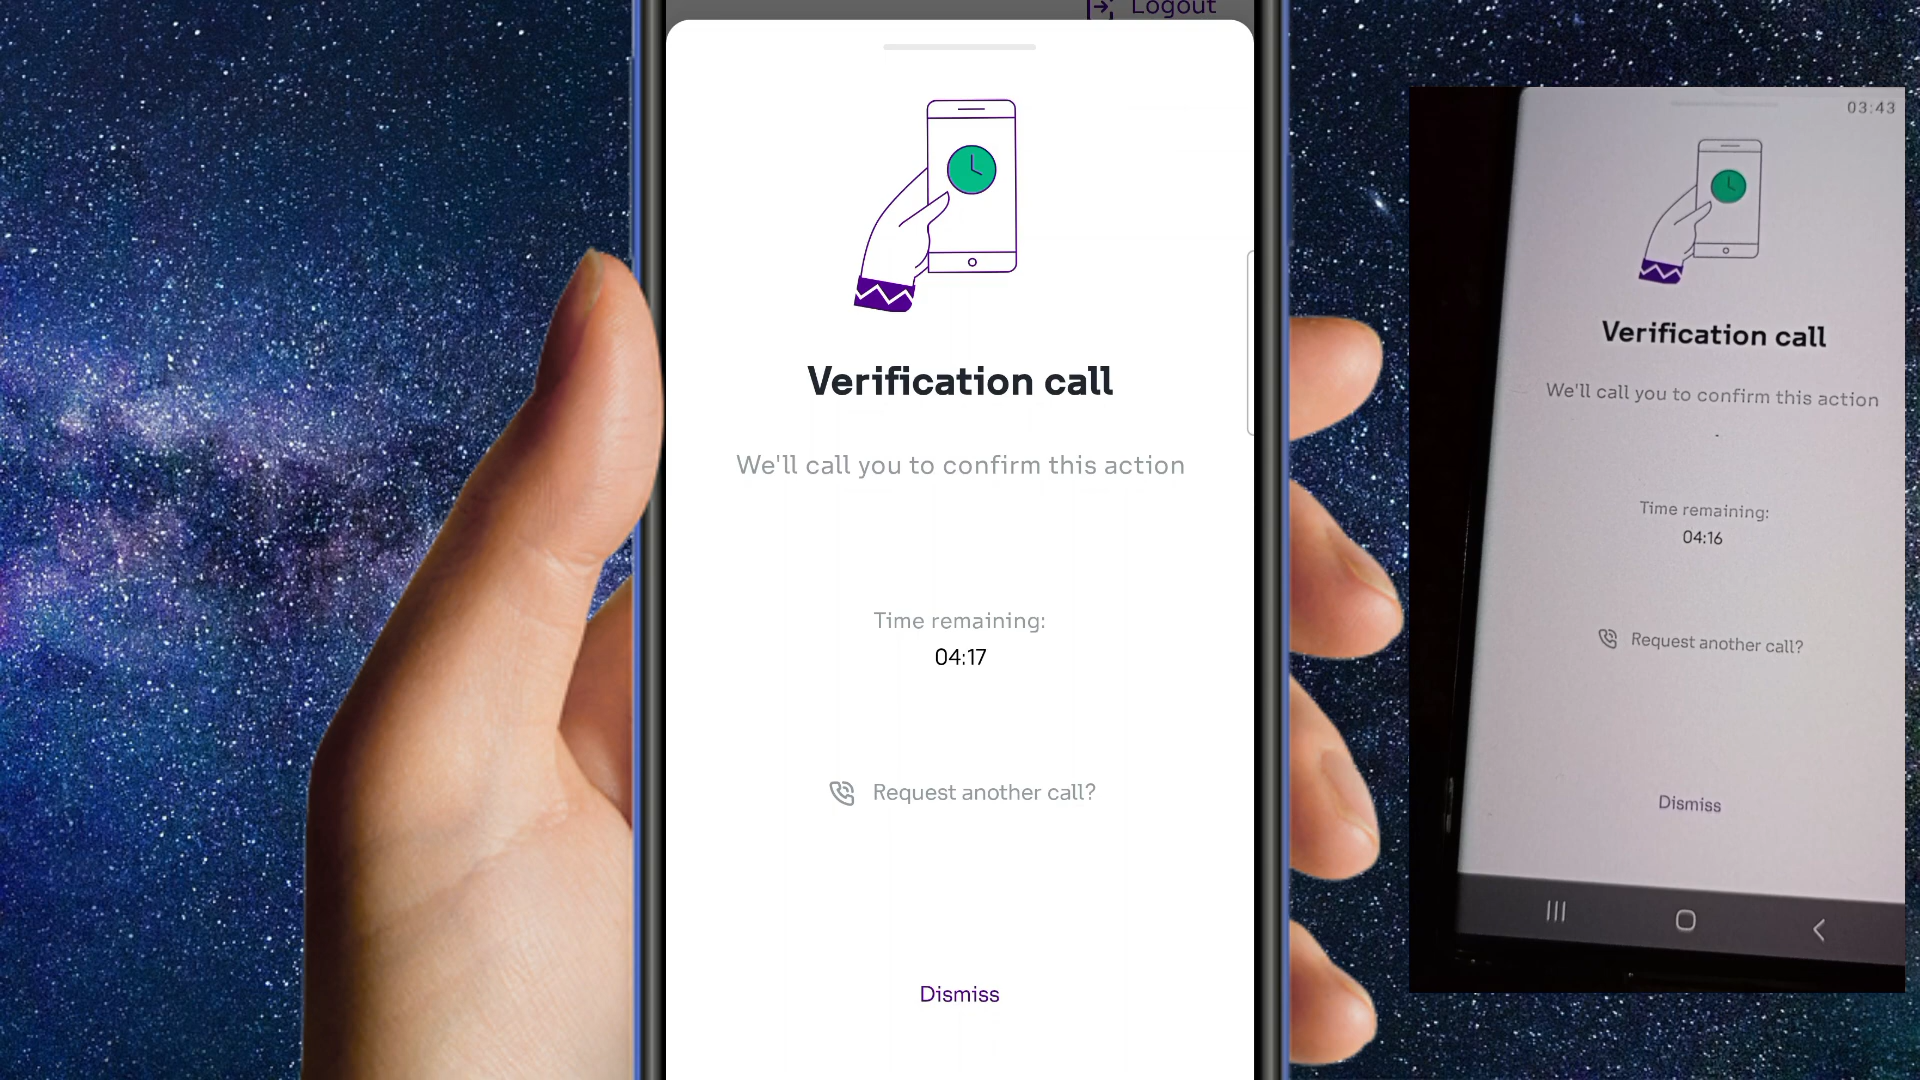 Logout
Verification call
We'll call you to confirm this action
Time remaining:
04:17
Request another call?
Dismiss
03:43
Verification call
We'll call you to confirm this action
Time remaining:
04:16
Request another call?
Dismiss